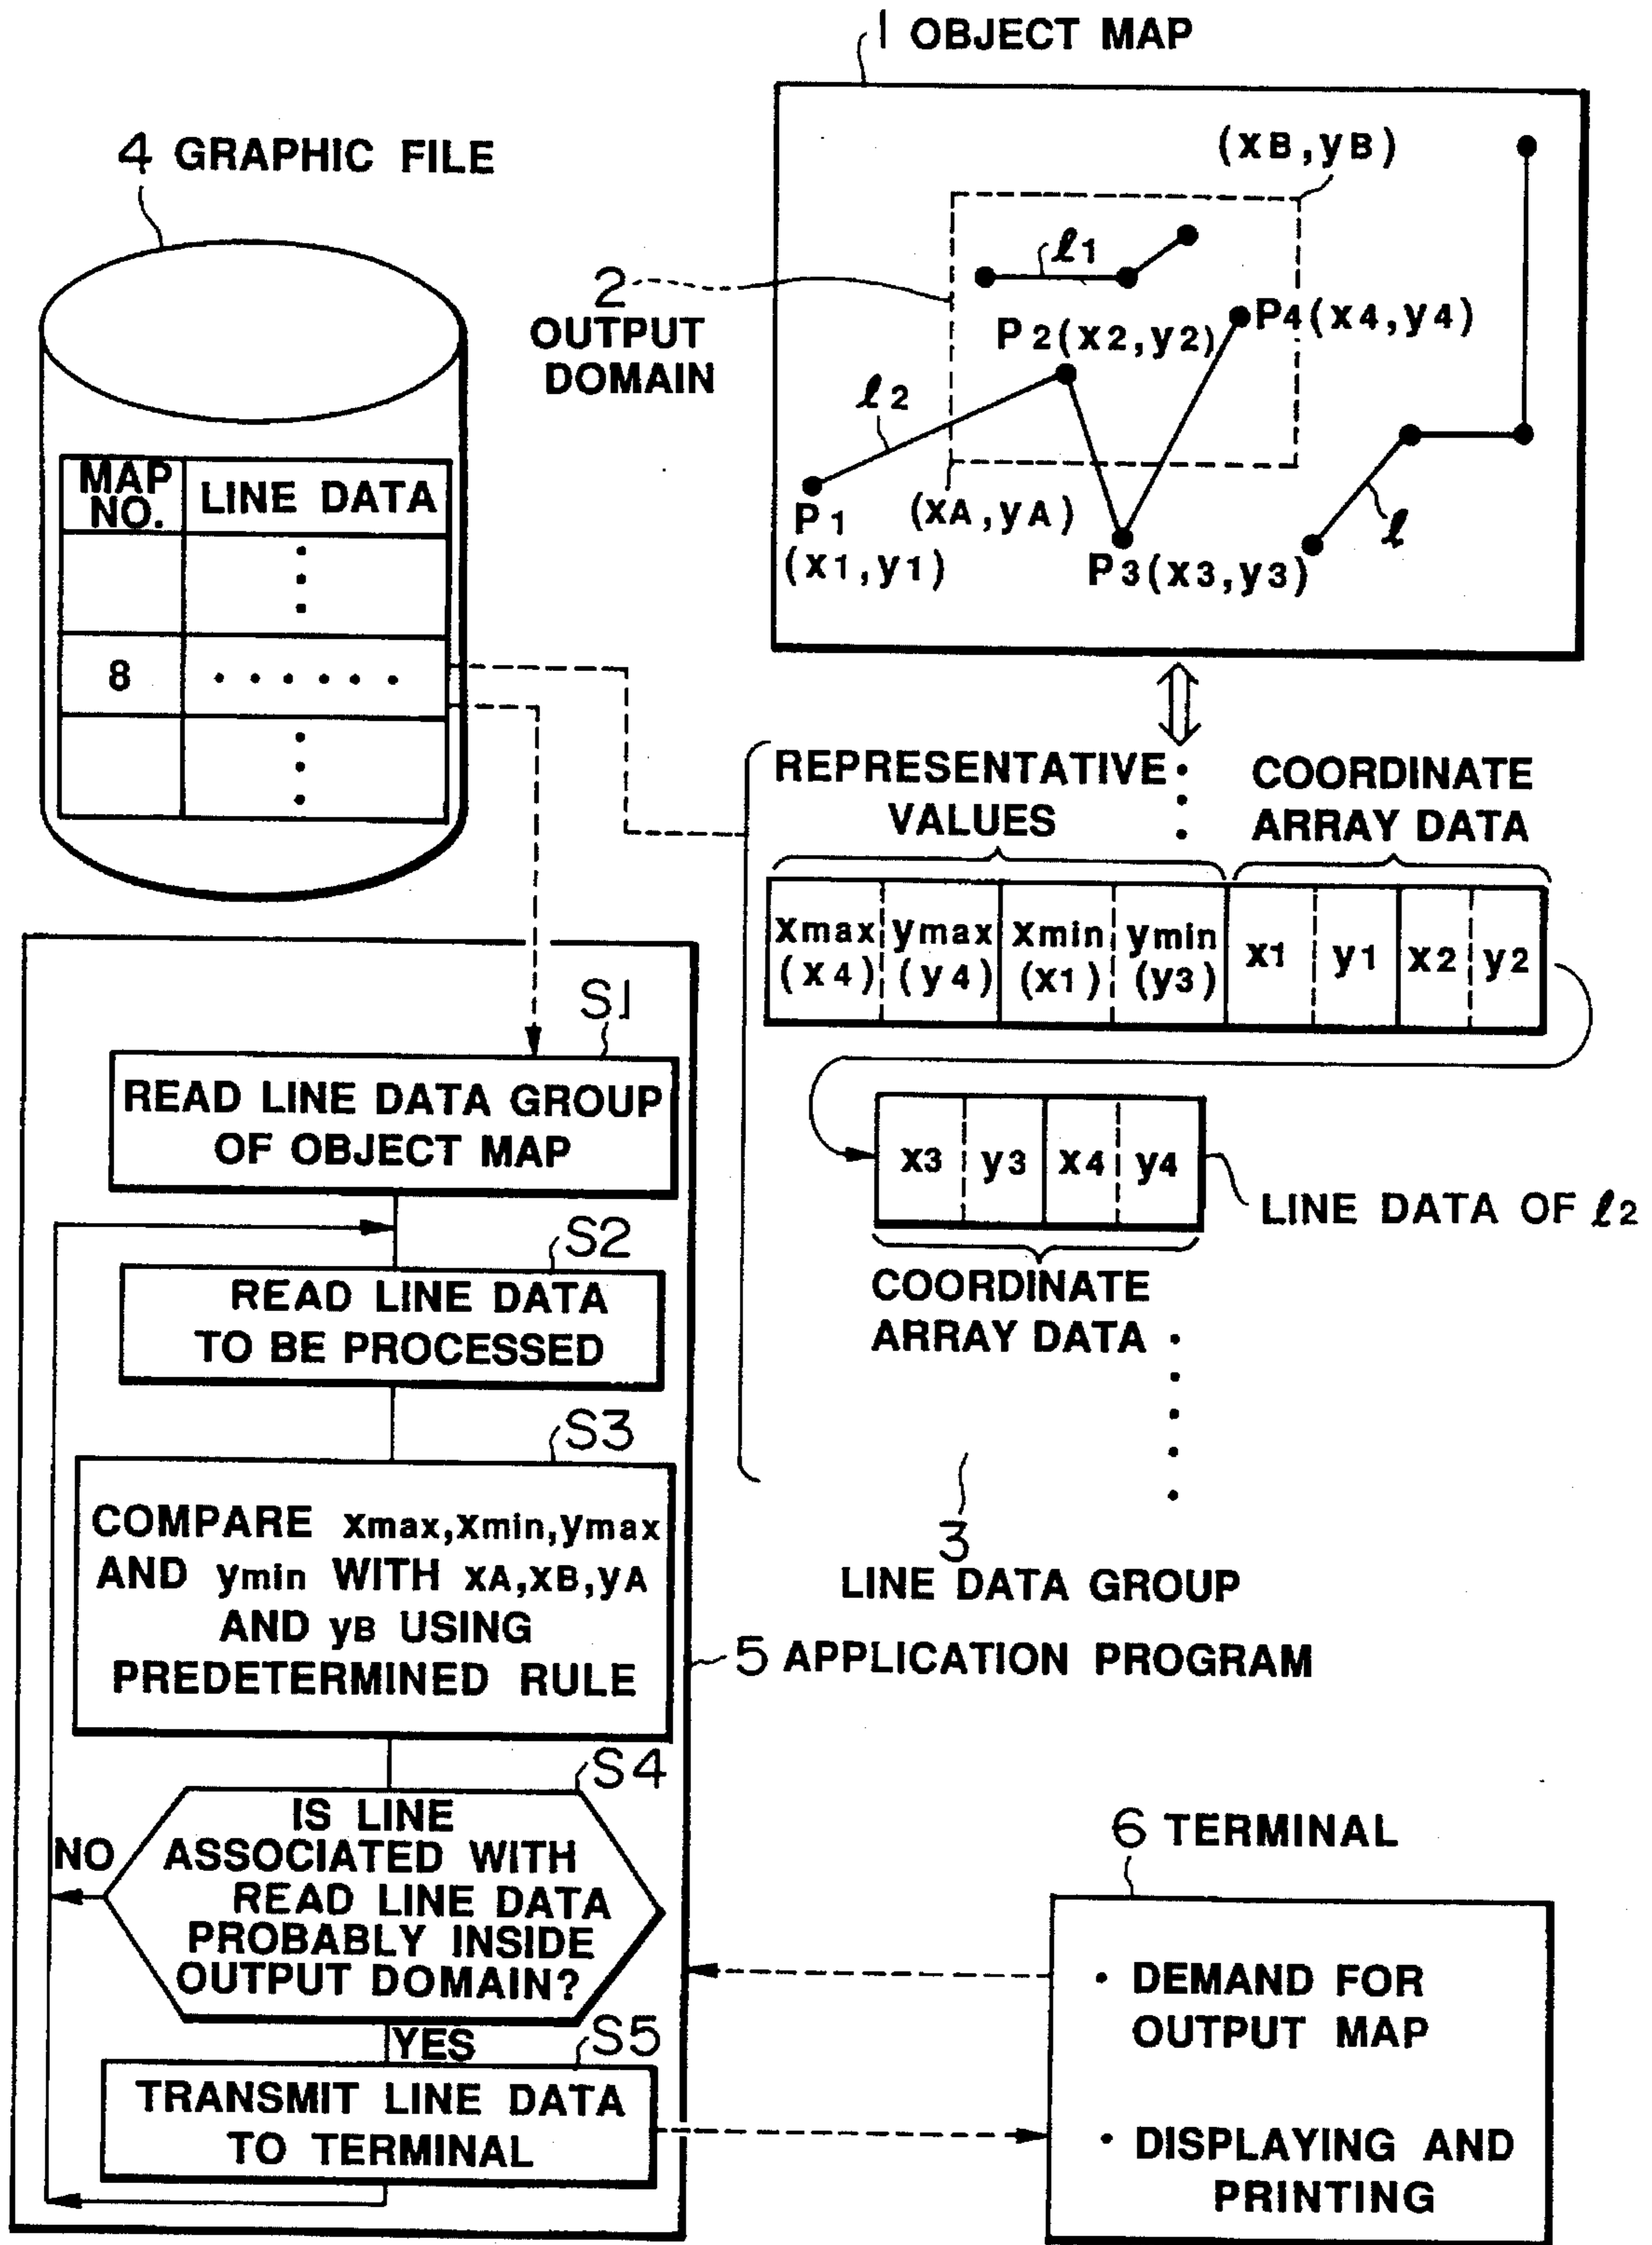 1 OBJECT MAP
(xB,yB)
ℓ1
P2(x2,y2)
P4(x4,y4)
ℓ2
P1
(x1,y1)
(xA,yA)
P3(x3,y3)
ℓ
2
OUTPUT
DOMAIN
4 GRAPHIC FILE
MAP
NO.
LINE DATA
8
REPRESENTATIVE
VALUES
COORDINATE
ARRAY DATA
xmax
(x4)
ymax
(y4)
xmin
(x1)
ymin
(y3)
x1
y1
x2
y2
x3
y3
x4
y4
LINE DATA OF ℓ2
COORDINATE
ARRAY DATA
3
LINE DATA GROUP
5 APPLICATION PROGRAM
S1
READ LINE DATA GROUP
OF OBJECT MAP
S2
READ LINE DATA
TO BE PROCESSED
S3
COMPARE xmax,xmin,ymax
AND ymin WITH xA,xB,yA
AND yB USING
PREDETERMINED RULE
S4
IS LINE
ASSOCIATED WITH
READ LINE DATA
PROBABLY INSIDE
OUTPUT DOMAIN?
NO
YES
S5
TRANSMIT LINE DATA
TO TERMINAL
6 TERMINAL
· DEMAND FOR
OUTPUT MAP
· DISPLAYING AND
PRINTING